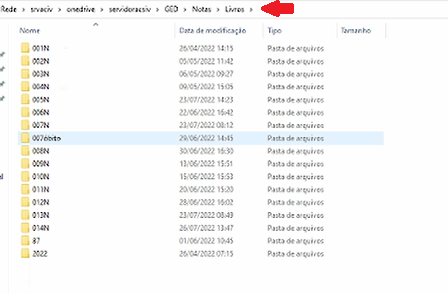 Rede › srvaciv › onedrive › servidoracsiv › GED › Notas › Livros ›
Nome Data de modificação Tipo Tamanho
001N 26/04/2022 14:15 Pasta de arquivos
002N 05/05/2022 11:42 Pasta de arquivos
003N 06/05/2022 09:27 Pasta de arquivos
004N 09/05/2022 15:05 Pasta de arquivos
005N 23/07/2022 14:23 Pasta de arquivos
006N 22/06/2022 16:42 Pasta de arquivos
007N 23/07/2022 08:12 Pasta de arquivos
007óbito 29/06/2022 14:45 Pasta de arquivos
008N 30/06/2022 16:30 Pasta de arquivos
009N 13/06/2022 15:51 Pasta de arquivos
010N 15/06/2022 15:53 Pasta de arquivos
011N 20/06/2022 15:20 Pasta de arquivos
012N 28/06/2022 16:02 Pasta de arquivos
013N 23/07/2022 08:49 Pasta de arquivos
014N 26/07/2022 13:47 Pasta de arquivos
87 01/06/2022 10:45 Pasta de arquivos
2022 26/04/2022 07:15 Pasta de arquivos